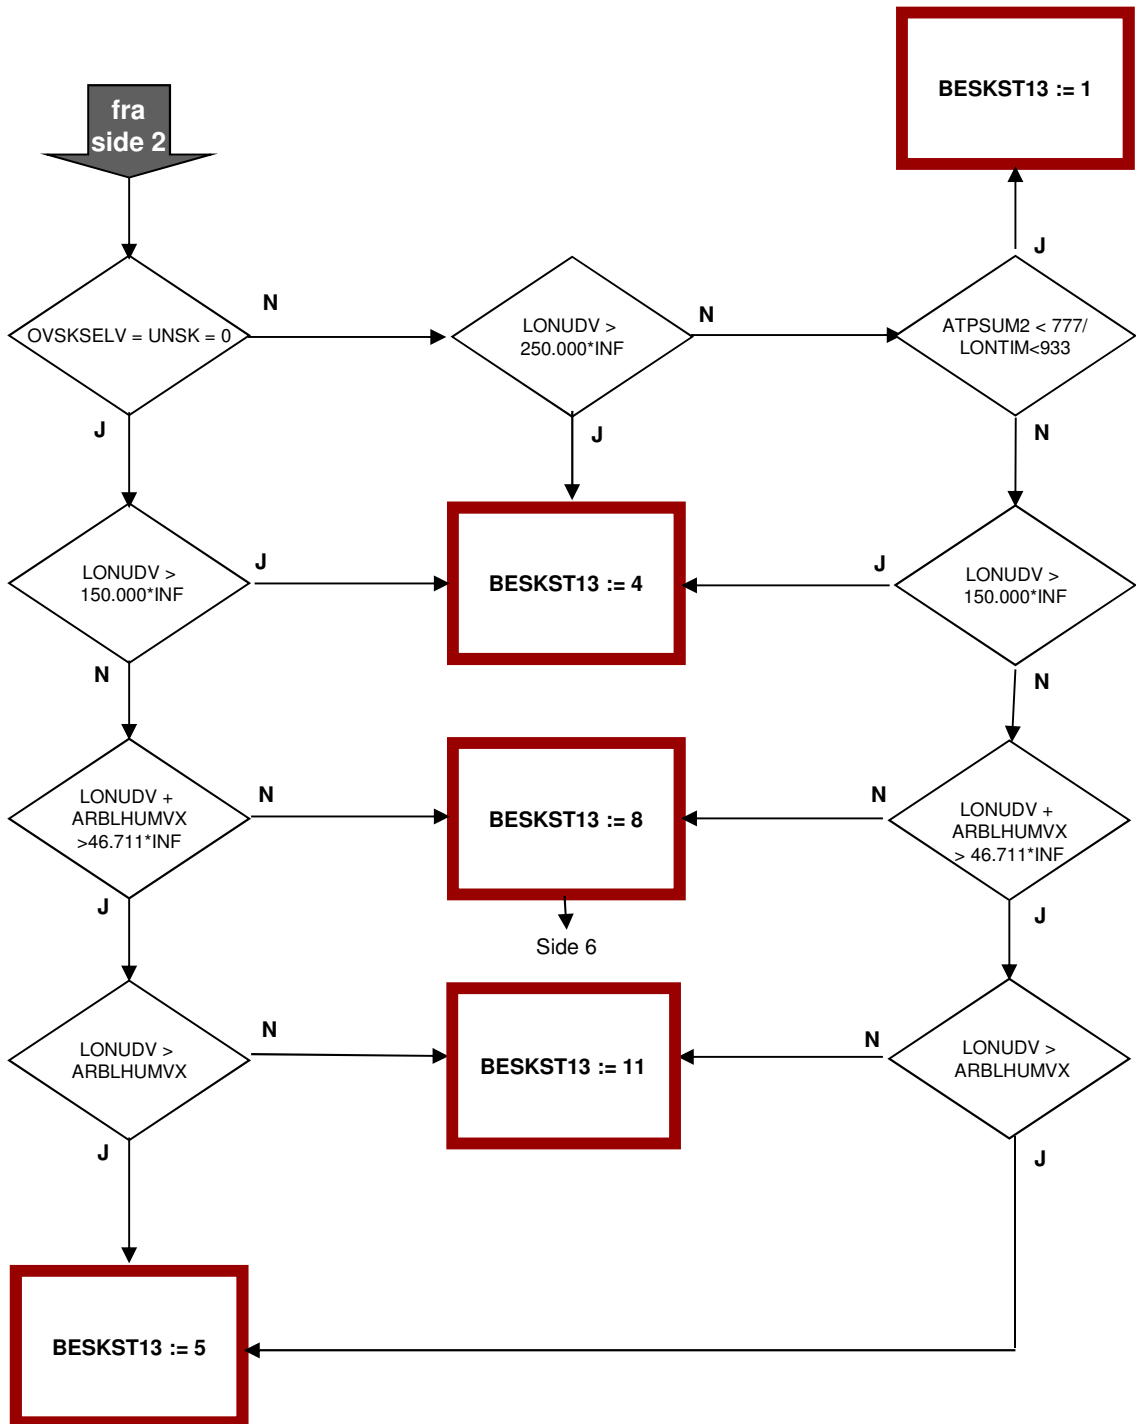 BESKST13 := 1
fra
side 2
J
N
N
OVSKSELV = UNSK = 0
LONUDV >
250.000*INF
ATPSUM2 < 777/
LONTIM<933
J
J
N
LONUDV >
150.000*INF
J
BESKST13 := 4
J
LONUDV >
150.000*INF
N
N
LONUDV +
ARBLHUMVX
>46.711*INF
N
BESKST13 := 8
N
LONUDV +
ARBLHUMVX
> 46.711*INF
J
J
Side 6
LONUDV >
ARBLHUMVX
N
BESKST13 := 11
N
LONUDV >
ARBLHUMVX
J
J
BESKST13 := 5